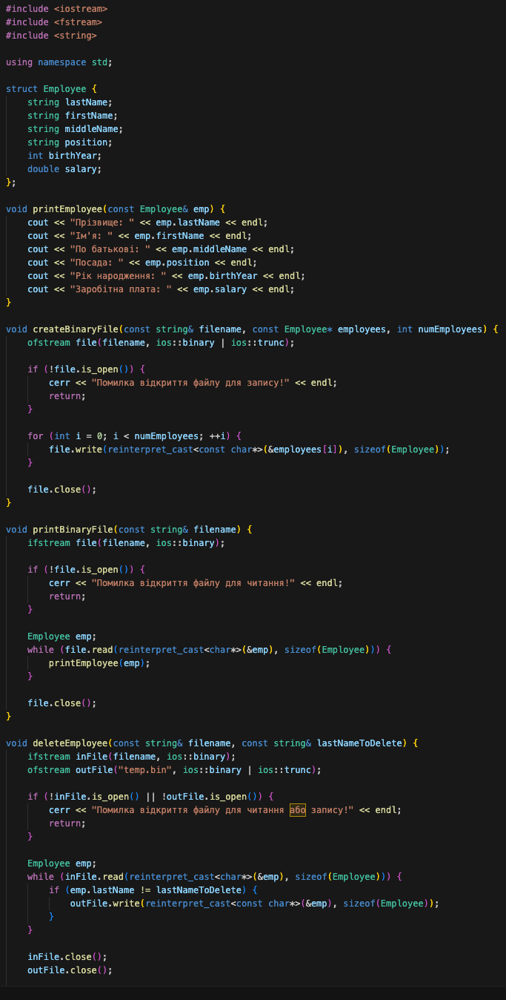 #include <iostream>
#include <fstream>
#include <string>

using namespace std;

struct Employee {
    string lastName;
    string firstName;
    string middleName;
    string position;
    int birthYear;
    double salary;
};

void printEmployee(const Employee& emp) {
    cout << "Прізвище: " << emp.lastName << endl;
    cout << "Ім'я: " << emp.firstName << endl;
    cout << "По батькові: " << emp.middleName << endl;
    cout << "Посада: " << emp.position << endl;
    cout << "Рік народження: " << emp.birthYear << endl;
    cout << "Заробітна плата: " << emp.salary << endl;
}

void createBinaryFile(const string& filename, const Employee* employees, int numEmployees) {
    ofstream file(filename, ios::binary | ios::trunc);

    if (!file.is_open()) {
        cerr << "Помилка відкриття файлу для запису!" << endl;
        return;
    }

    for (int i = 0; i < numEmployees; ++i) {
        file.write(reinterpret_cast<const char*>(&employees[i]), sizeof(Employee));
    }

    file.close();
}

void printBinaryFile(const string& filename) {
    ifstream file(filename, ios::binary);

    if (!file.is_open()) {
        cerr << "Помилка відкриття файлу для читання!" << endl;
        return;
    }

    Employee emp;
    while (file.read(reinterpret_cast<char*>(&emp), sizeof(Employee))) {
        printEmployee(emp);
    }

    file.close();
}

void deleteEmployee(const string& filename, const string& lastNameToDelete) {
    ifstream inFile(filename, ios::binary);
    ofstream outFile("temp.bin", ios::binary | ios::trunc);

    if (!inFile.is_open() || !outFile.is_open()) {
        cerr << "Помилка відкриття файлу для читання або запису!" << endl;
        return;
    }

    Employee emp;
    while (inFile.read(reinterpret_cast<char*>(&emp), sizeof(Employee))) {
        if (emp.lastName != lastNameToDelete) {
            outFile.write(reinterpret_cast<const char*>(&emp), sizeof(Employee));
        }
    }

    inFile.close();
    outFile.close();